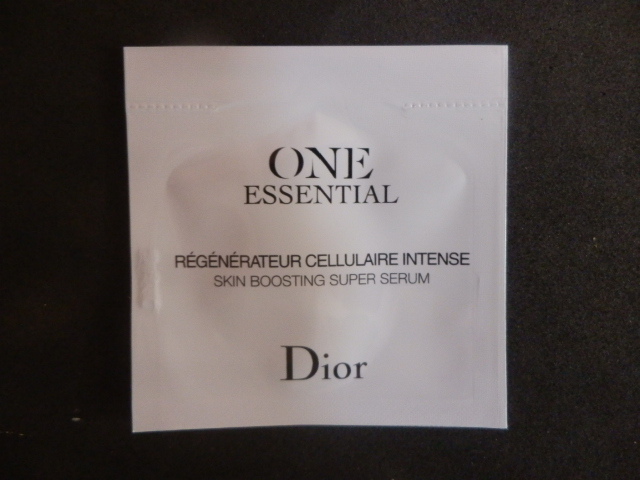 ONE
ESSENTIAL
RÉGÉNÉRATEUR CELLULAIRE INTENSE
SKIN BOOSTING SUPER SERUM
Dior